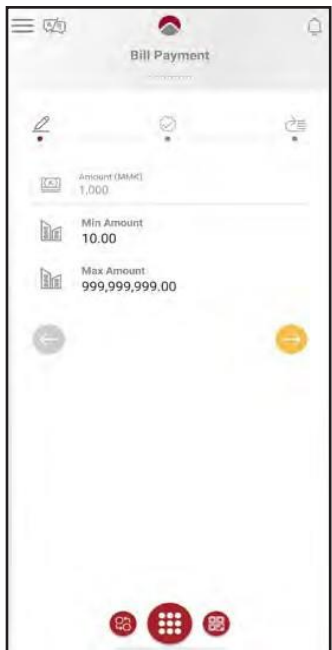 Bill Payment
Amount (MMK)
1,000
Min Amount
10.00
Max Amount
999,999,999.00